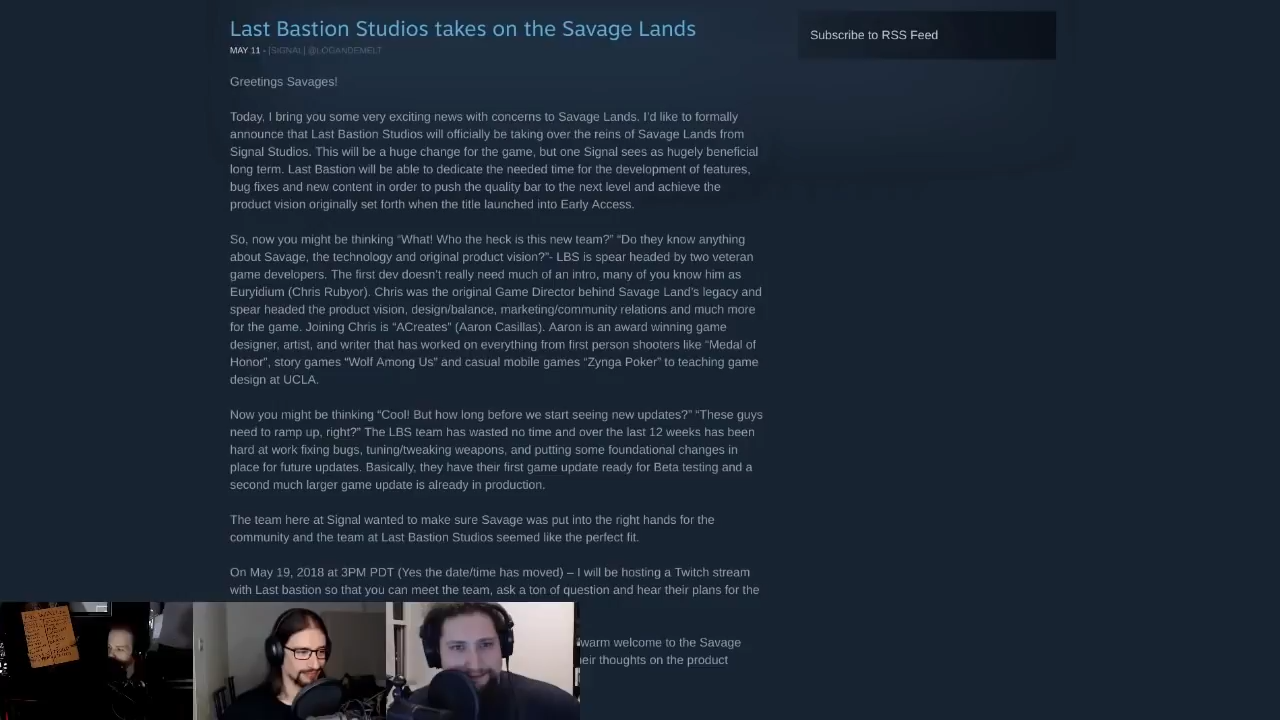 Last Bastion Studios takes on the Savage Lands
MAY 11 - [SIGNAL] @LOGANDEMELT
Subscribe to RSS Feed
Greetings Savages!
Today, I bring you some very exciting news with concerns to Savage Lands. I'd like to formally
announce that Last Bastion Studios will officially be taking over the reins of Savage Lands from
Signal Studios. This will be a huge change for the game, but one Signal sees as hugely beneficial
long term. Last Bastion will be able to dedicate the needed time for the development of features,
bug fixes and new content in order to push the quality bar to the next level and achieve the
product vision originally set forth when the title launched into Early Access.
So, now you might be thinking “What! Who the heck is this new team?” “Do they know anything
about Savage, the technology and original product vision?”- LBS is spear headed by two veteran
game developers. The first dev doesn't really need much of an intro, many of you know him as
Euryidium (Chris Rubyor). Chris was the original Game Director behind Savage Land's legacy and
spear headed the product vision, design/balance, marketing/community relations and much more
for the game. Joining Chris is “ACreates” (Aaron Casillas). Aaron is an award winning game
designer, artist, and writer that has worked on everything from first person shooters like “Medal of
Honor”, story games “Wolf Among Us” and casual mobile games “Zynga Poker” to teaching game
design at UCLA.
Now you might be thinking “Cool! But how long before we start seeing new updates?” “These guys
need to ramp up, right?” The LBS team has wasted no time and over the last 12 weeks has been
hard at work fixing bugs, tuning/tweaking weapons, and putting some foundational changes in
place for future updates. Basically, they have their first game update ready for Beta testing and a
second much larger game update is already in production.
The team here at Signal wanted to make sure Savage was put into the right hands for the
community and the team at Last Bastion Studios seemed like the perfect fit.
On May 19, 2018 at 3PM PDT (Yes the date/time has moved) – I will be hosting a Twitch stream
with Last bastion so that you can meet the team, ask a ton of question and hear their plans for the
warm welcome to the Savage
their thoughts on the product